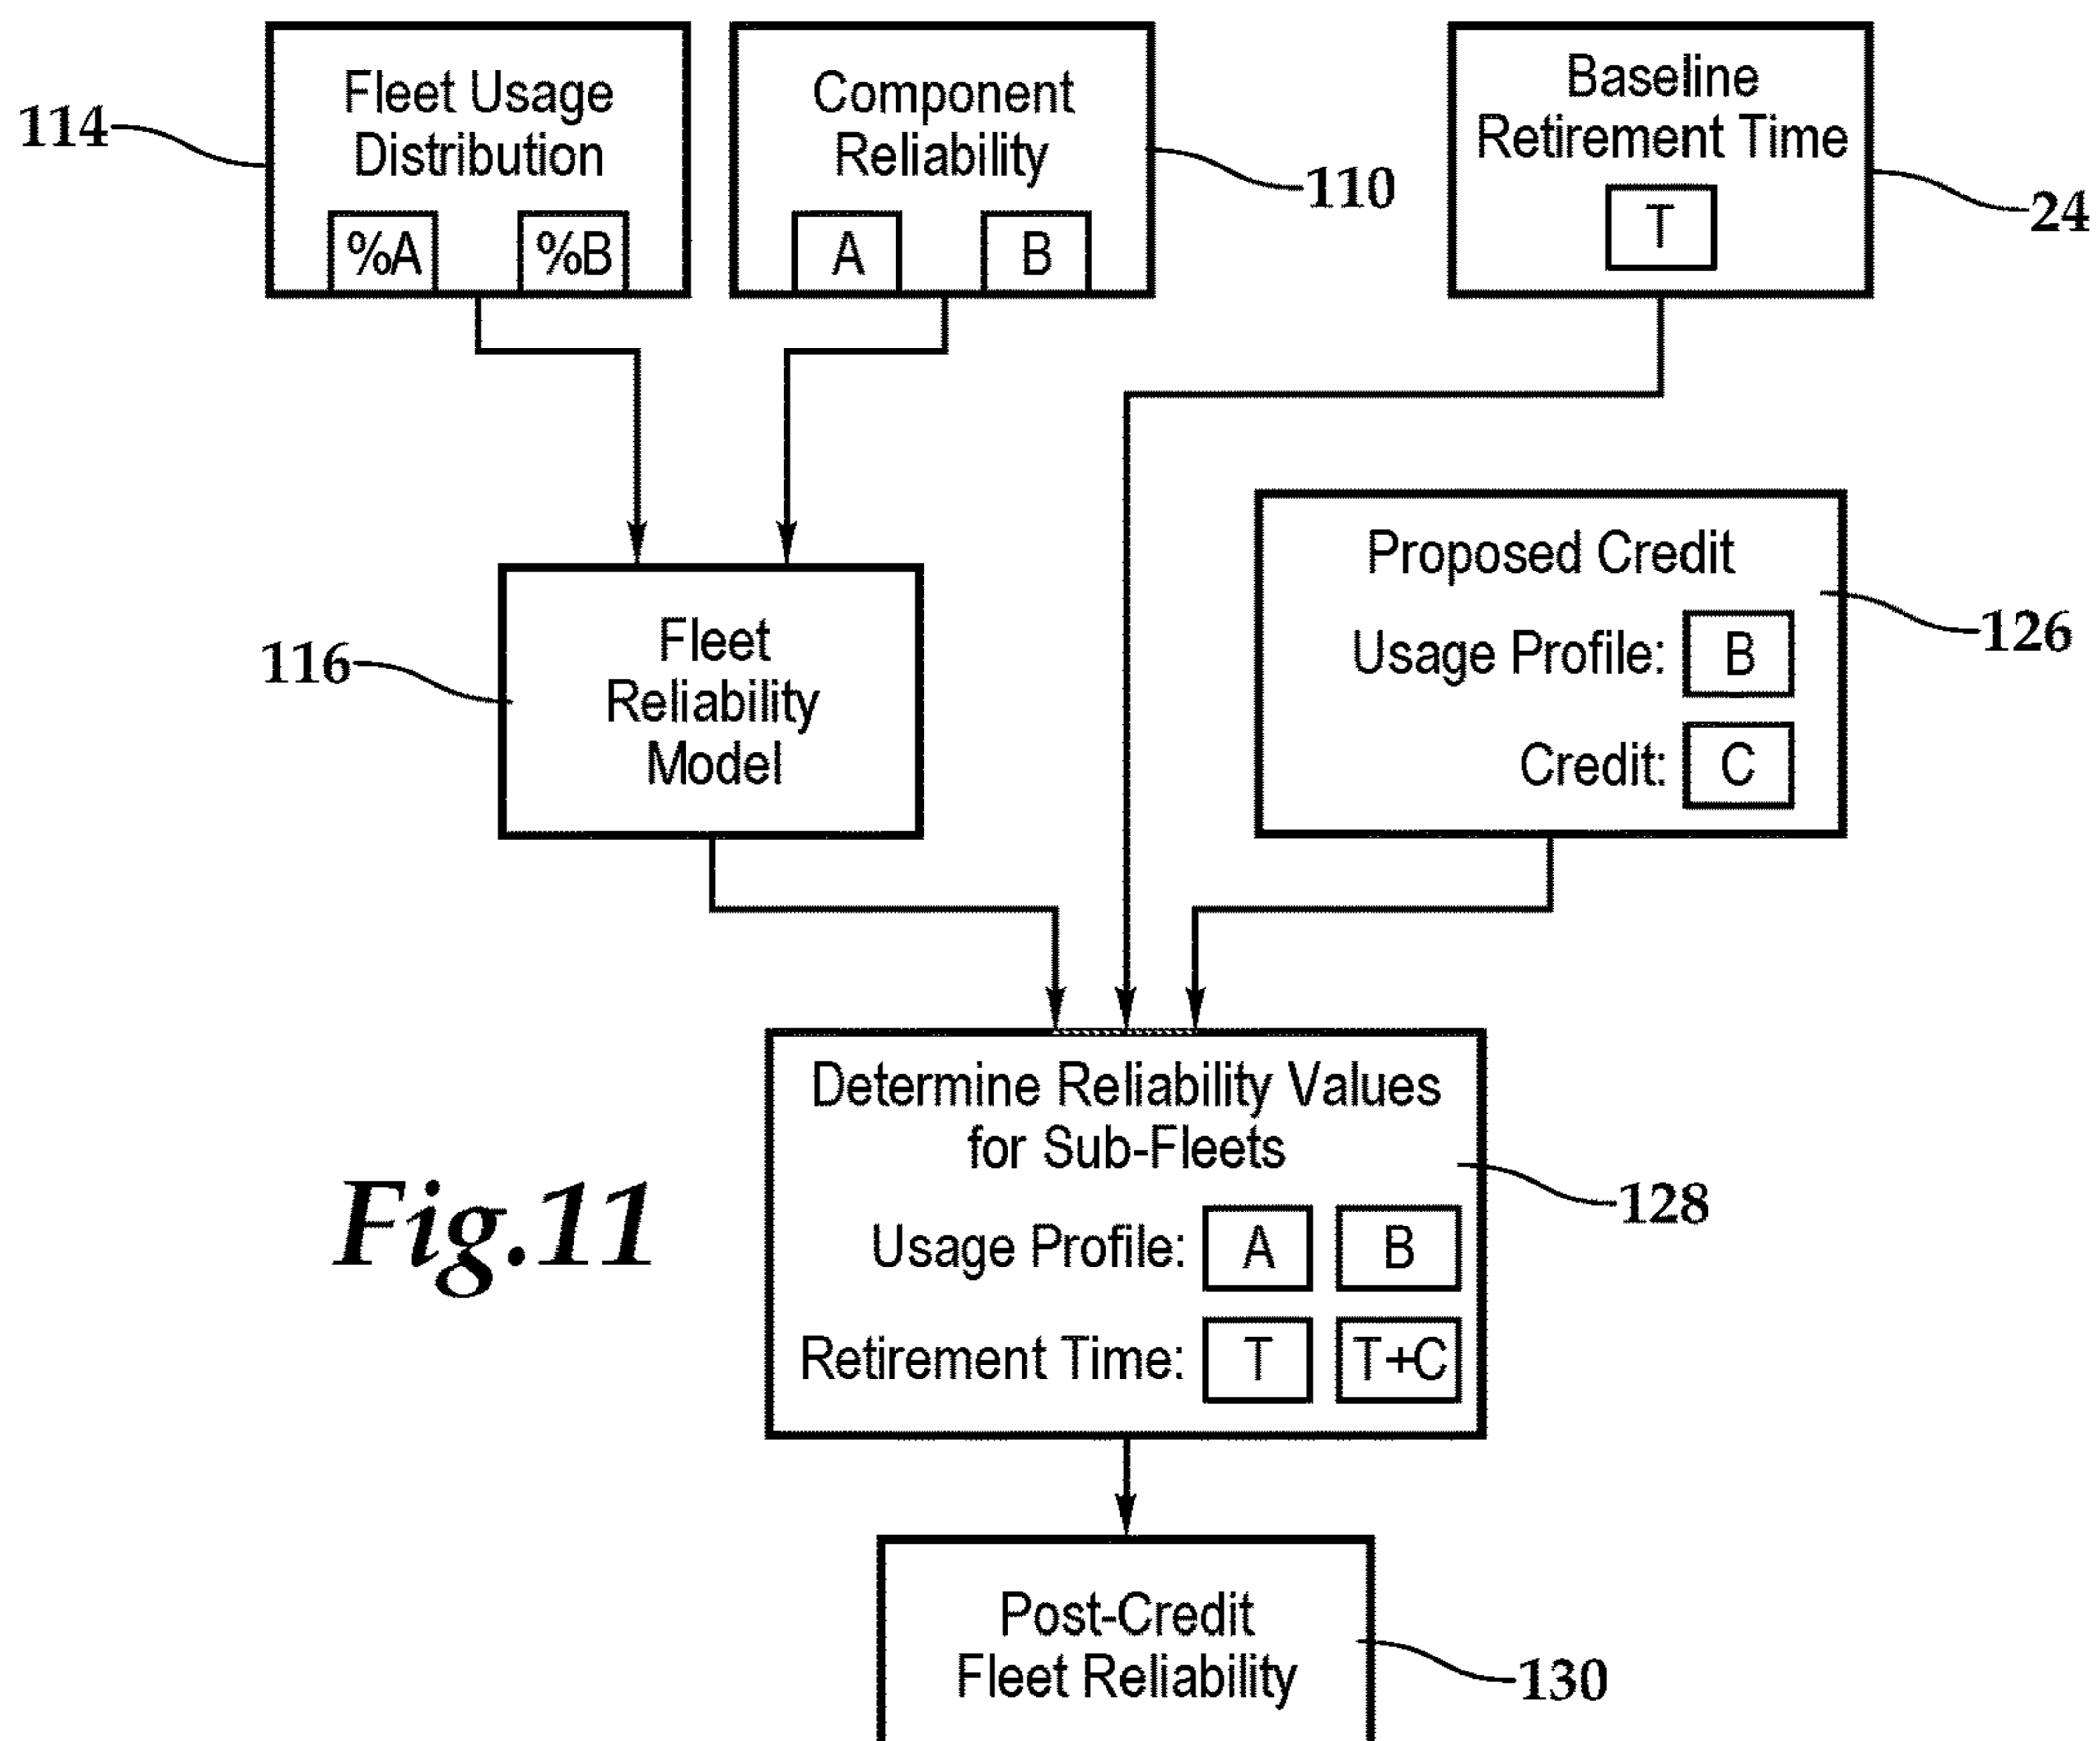 Fleet Usage
Distribution
%A %B
114
Component
Reliability
A B
110
Baseline
Retirement Time
T
24
Fleet
Reliability
Model
116
Proposed Credit
Usage Profile: B
Credit: C
126
Determine Reliability Values
for Sub-Fleets
Usage Profile: A B
Retirement Time: T T+C
128
Fig.11
Post-Credit
Fleet Reliability
130